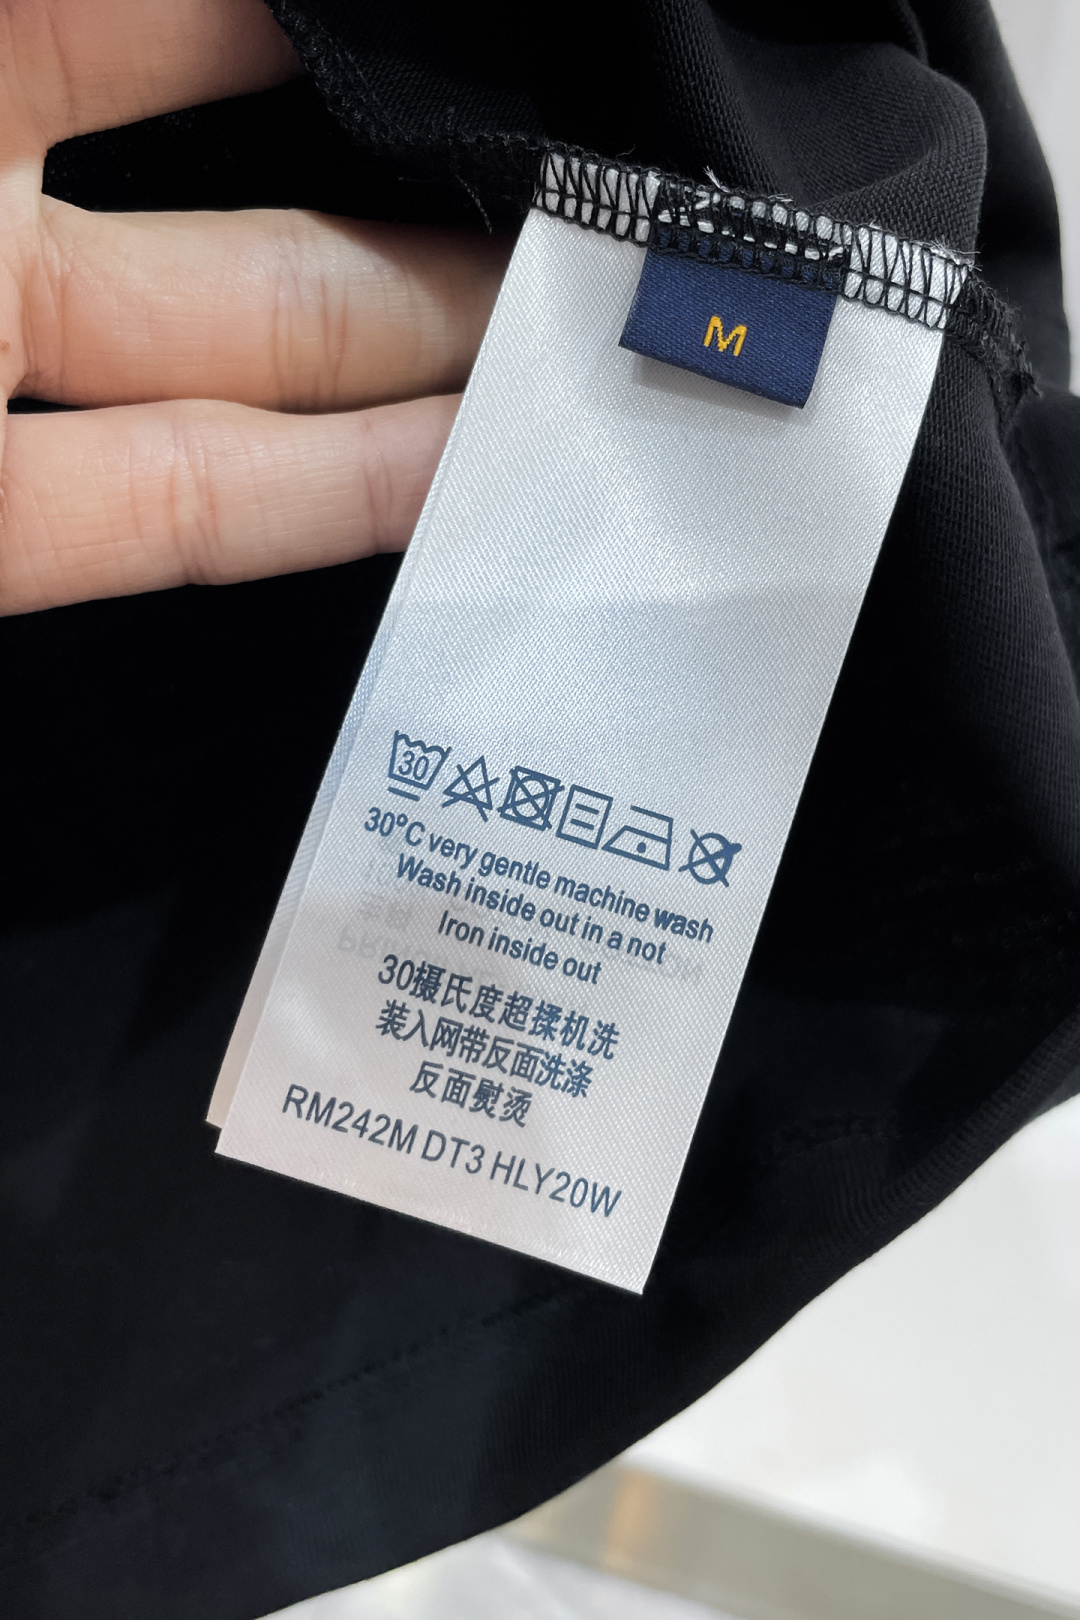 M
30
30°C very gentle machine wash
Wash inside out in a not
Iron inside out
30摄氏度超揉机洗
装入网带反面洗涤
反面熨烫
RM242M DT3 HLY20W